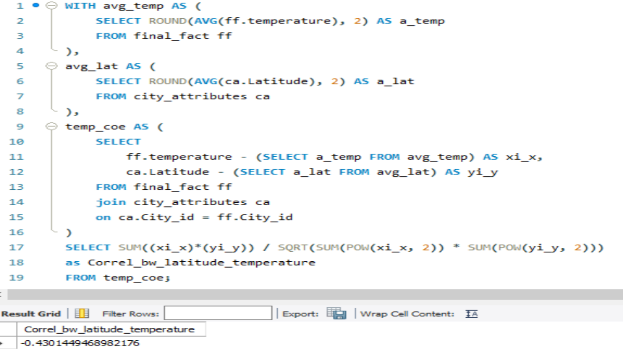 1 WITH avg_temp AS (
2 SELECT ROUND(AVG(ff.temperature), 2) AS a_temp
3 FROM final_fact ff
4 ),
5 avg_lat AS (
6 SELECT ROUND(AVG(ca.Latitude), 2) AS a_lat
7 FROM city_attributes ca
8 ),
9 temp_coe AS (
10 SELECT
11 ff.temperature - (SELECT a_temp FROM avg_temp) AS xi_x,
12 ca.Latitude - (SELECT a_lat FROM avg_lat) AS yi_y
13 FROM final_fact ff
14 join city_attributes ca
15 on ca.City_id = ff.City_id
16 )
17 SELECT SUM((xi_x)*(yi_y)) / SQRT(SUM(POW(xi_x, 2)) * SUM(POW(yi_y, 2)))
18 as Correl_bw_latitude_temperature
19 FROM temp_coe;
Result Grid Filter Rows: Export: Wrap Cell Content: IA
Correl_bw_latitude_temperature
-0.4301449468982176